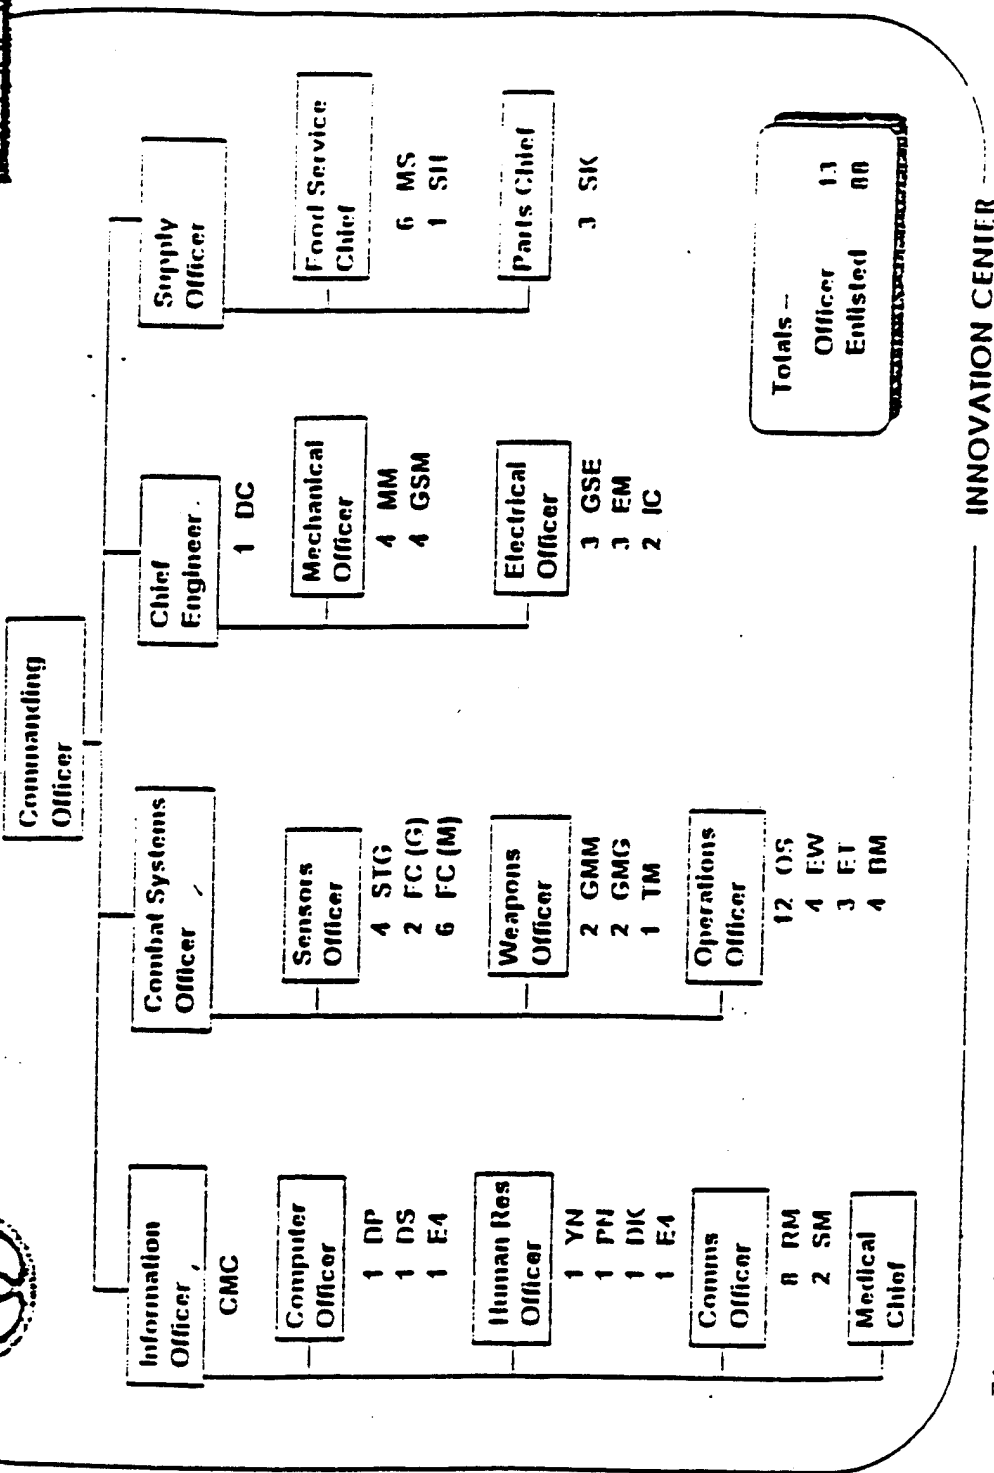 Commanding
Officer
Information
Officer
CMC
Computer
Officer
1 DP
1 DS
1 E4
Human Res
Officer
1 YN
1 PN
1 DK
1 E4
Comms
Officer
8 RM
2 SM
Medical
Chief
Combat Systems
Officer
Sensors
Officer
4 STG
2 FC (G)
6 FC (M)
Weapons
Officer
2 GMM
2 GMG
1 TM
Operations
Officer
12 OS
4 EW
3 ET
4 BM
Chief
Engineer
1 DC
Mechanical
Officer
4 MM
4 GSM
Electrical
Officer
3 GSE
3 EM
2 IC
Supply
Officer
Food Service
Chief
6 MS
1 SH
Parts Chief
3 SK
Totals –
Officer 13
Enlisted 88
INNOVATION CENTER